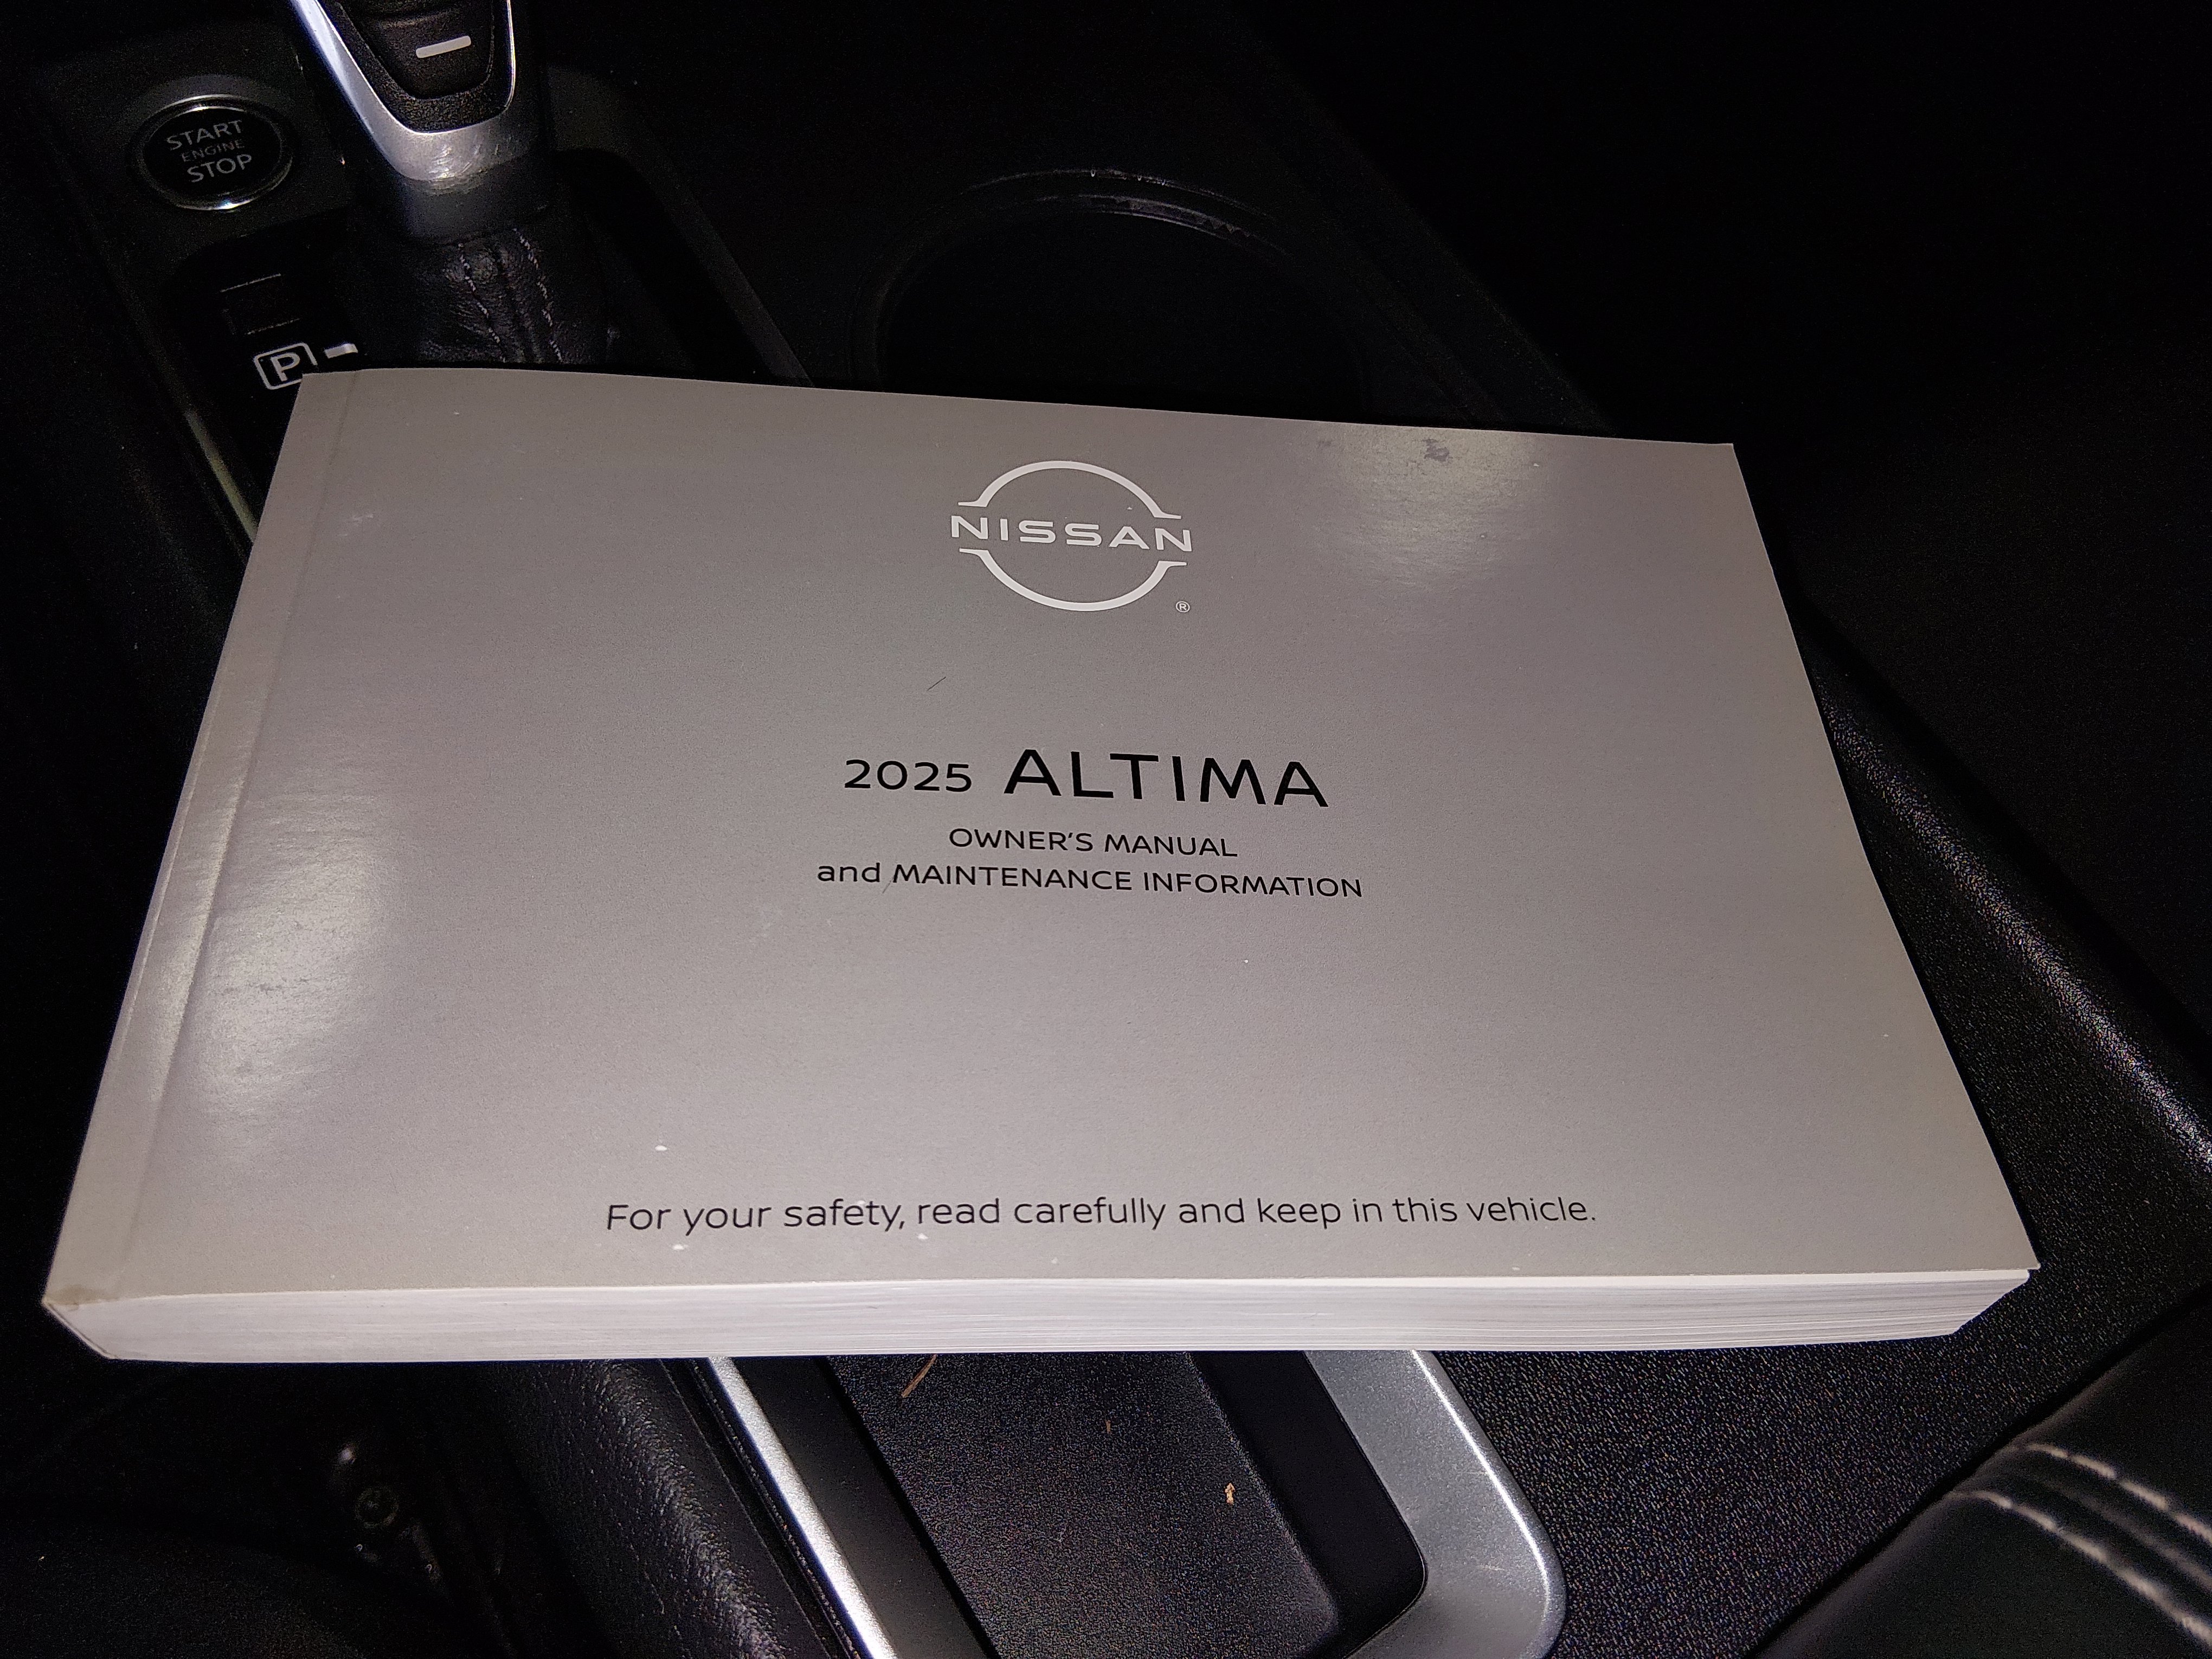 START
ENGINE
STOP
P
NISSAN
®
2025 ALTIMA
OWNER'S MANUAL
and MAINTENANCE INFORMATION
For your safety, read carefully and keep in this vehicle.